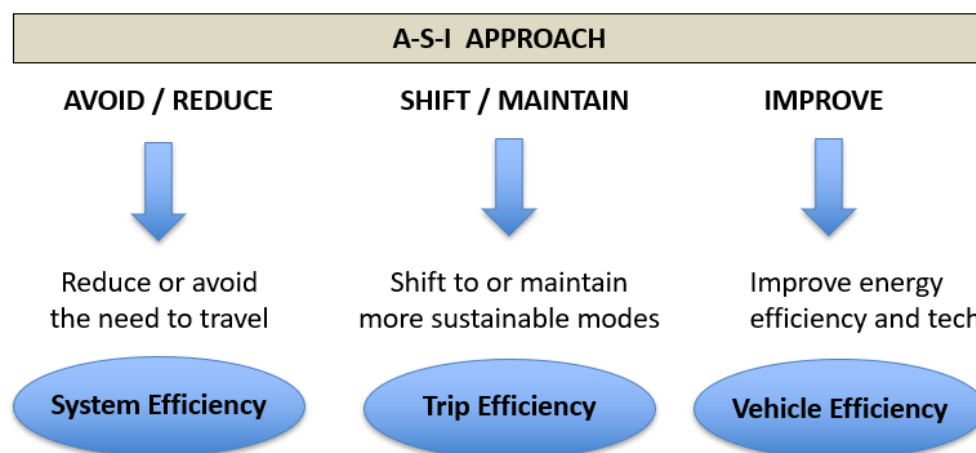 A-S-I APPROACH
AVOID / REDUCE
SHIFT / MAINTAIN
IMPROVE
Reduce or avoid
the need to travel
Shift to or maintain
more sustainable modes
Improve energy
efficiency and tech
System Efficiency
Trip Efficiency
Vehicle Efficiency